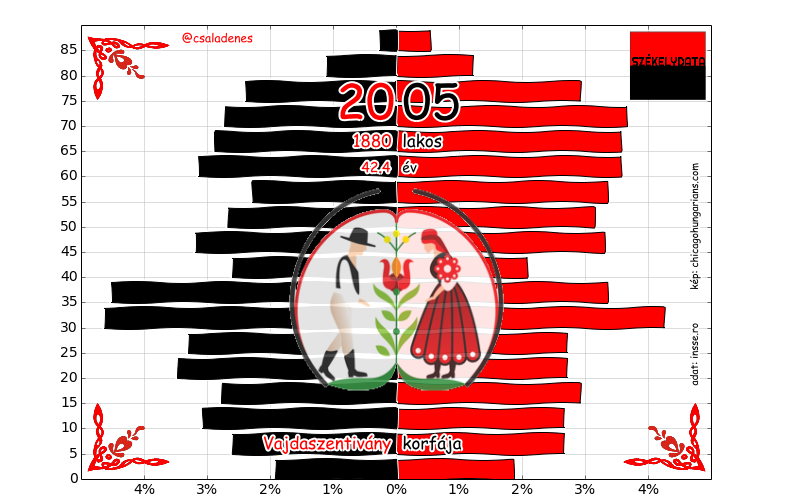 @csaladenes
SZÉKELYDATA
2005
1880 lakos
42.4 év
kép: chicagohungarians.com
adat: insse.ro
Vajdaszentivány korfája
85
80
75
70
65
60
55
50
45
40
35
30
25
20
15
10
5
0
4% 3% 2% 1% 0% 1% 2% 3% 4%